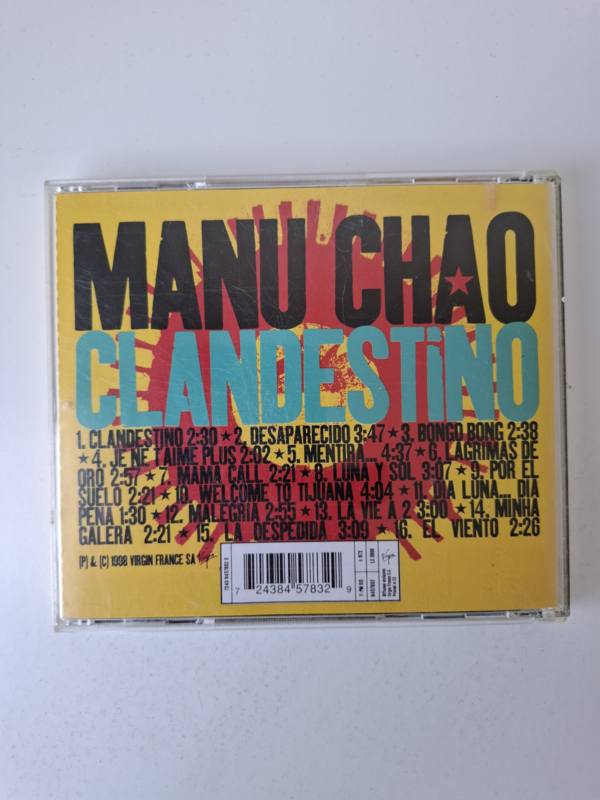 MANU CHAO
CLANDESTiNO
1. CLANDESTINO 2:30 ★ 2. DESAPARECIDO 3:47 ★ 3. BONGO BONG 2:38
★ 4. JE NE T'AIME PLUS 2:02 ★ 5. MENTIRA... 4:37 ★ 6. LAGRIMAS DE
ORO 2:57 ★ 7. MAMA CALL 2:21 ★ 8. LUNA Y SOL 3:07 ★ 9. POR EL
SUELO 2:21 ★ 10. WELCOME TO TIJUANA 4:04 ★ 11. DIA LUNA... DIA
PENA 1:30 ★ 12. MALEGRIA 2:55 ★ 13. LA VIE A 2 3:00 ★ 14. MINHA
GALERA 2:21 ★ 15. LA DESPEDIDA 3:09 ★ 16. EL VIENTO 2:26
(P) & (C) 1998 VIRGIN FRANCE SA Virgin
7 24384 57832 9